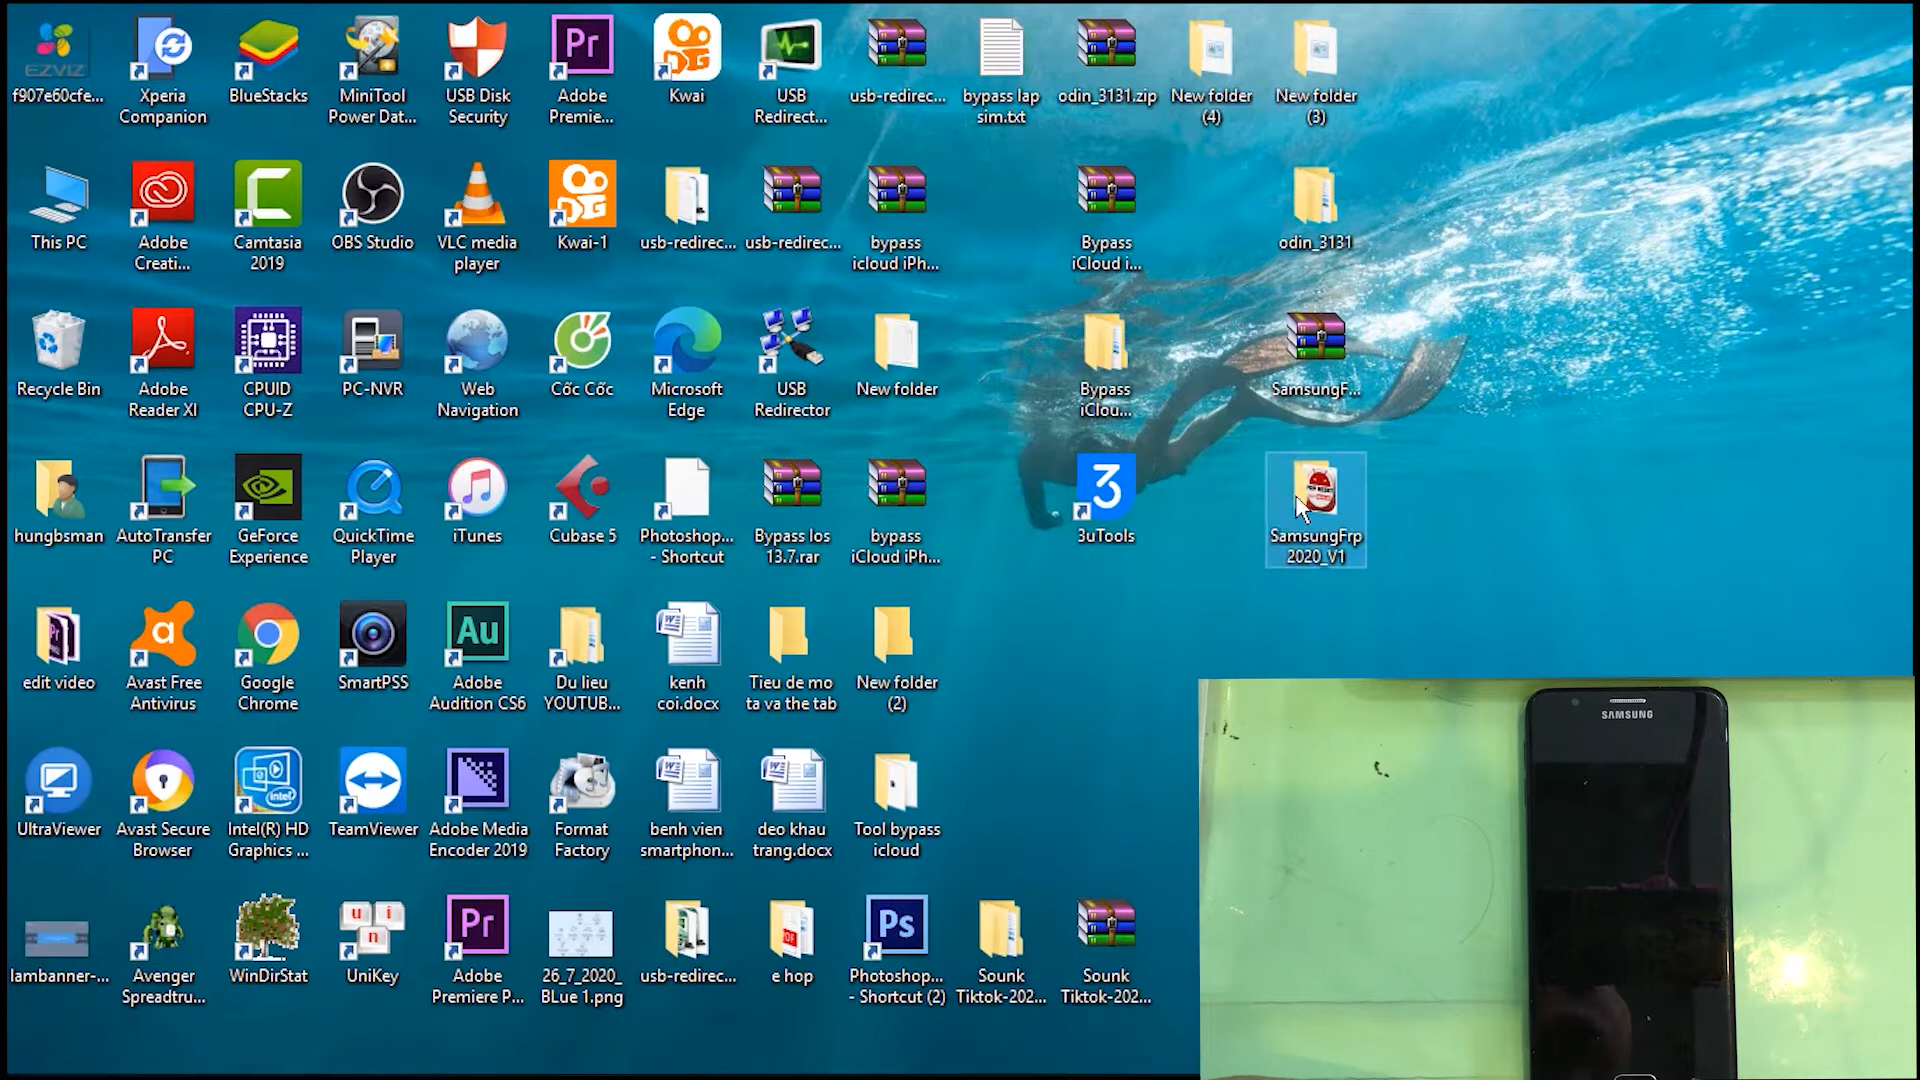 EZVIZ
f907e60cfe...
Xperia
Companion
BlueStacks
MiniTool
Power Dat...
USB Disk
Security
Pr
Adobe
Premie...
Kwai
USB
Redirect...
usb-redirec...
bypass lap
sim.txt
odin_3131.zip
New folder
(4)
New folder
(3)
This PC
Adobe
Creati...
Camtasia
2019
OBS Studio
VLC media
player
Kwai-1
usb-redirec...
usb-redirec...
bypass
icloud iPh...
Bypass
iCloud i...
odin_3131
Recycle Bin
Adobe
Reader XI
CPUID
CPU-Z
PC-NVR
Web
Navigation
Cốc Cốc
Microsoft
Edge
USB
Redirector
New folder
Bypass
iClou...
SamsungF...
hungbsman
AutoTransfer
PC
GeForce
Experience
QuickTime
Player
iTunes
Cubase 5
Photoshop...
- Shortcut
Bypass Ios
13.7.rar
bypass
iCloud iPh...
3
3uTools
SamsungFrp
2020_V1
edit video
Avast Free
Antivirus
Google
Chrome
SmartPSS
Au
Adobe
Audition CS6
Du lieu
YOUTUB...
kenh
coi.docx
Tieu de mo
ta va the tab
New folder
(2)
UltraViewer
Avast Secure
Browser
intel
Intel(R) HD
Graphics ...
TeamViewer
Adobe Media
Encoder 2019
Format
Factory
benh vien
smartphon...
deo khau
trang.docx
Tool bypass
icloud
SAMSUNG
lambanner-...
Avenger
Spreadtru...
WinDirStat
u i
n
UniKey
Pr
Adobe
Premiere P...
26_7_2020_
BLue 1.png
usb-redirec...
PDF
e hop
Ps
Photoshop...
- Shortcut (2)
Sounk
Tiktok-202...
Sounk
Tiktok-202...